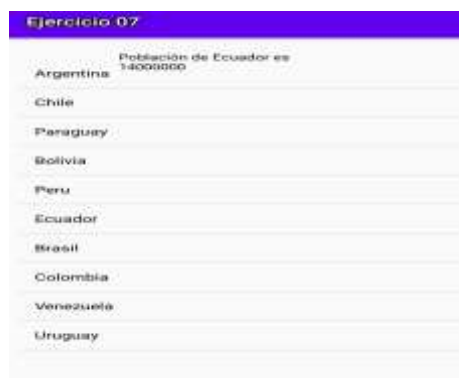 Ejercicio 07
Población de Ecuador es
14000000
Argentina
Chile
Paraguay
Bolivia
Peru
Ecuador
Brasil
Colombia
Venezuela
Uruguay